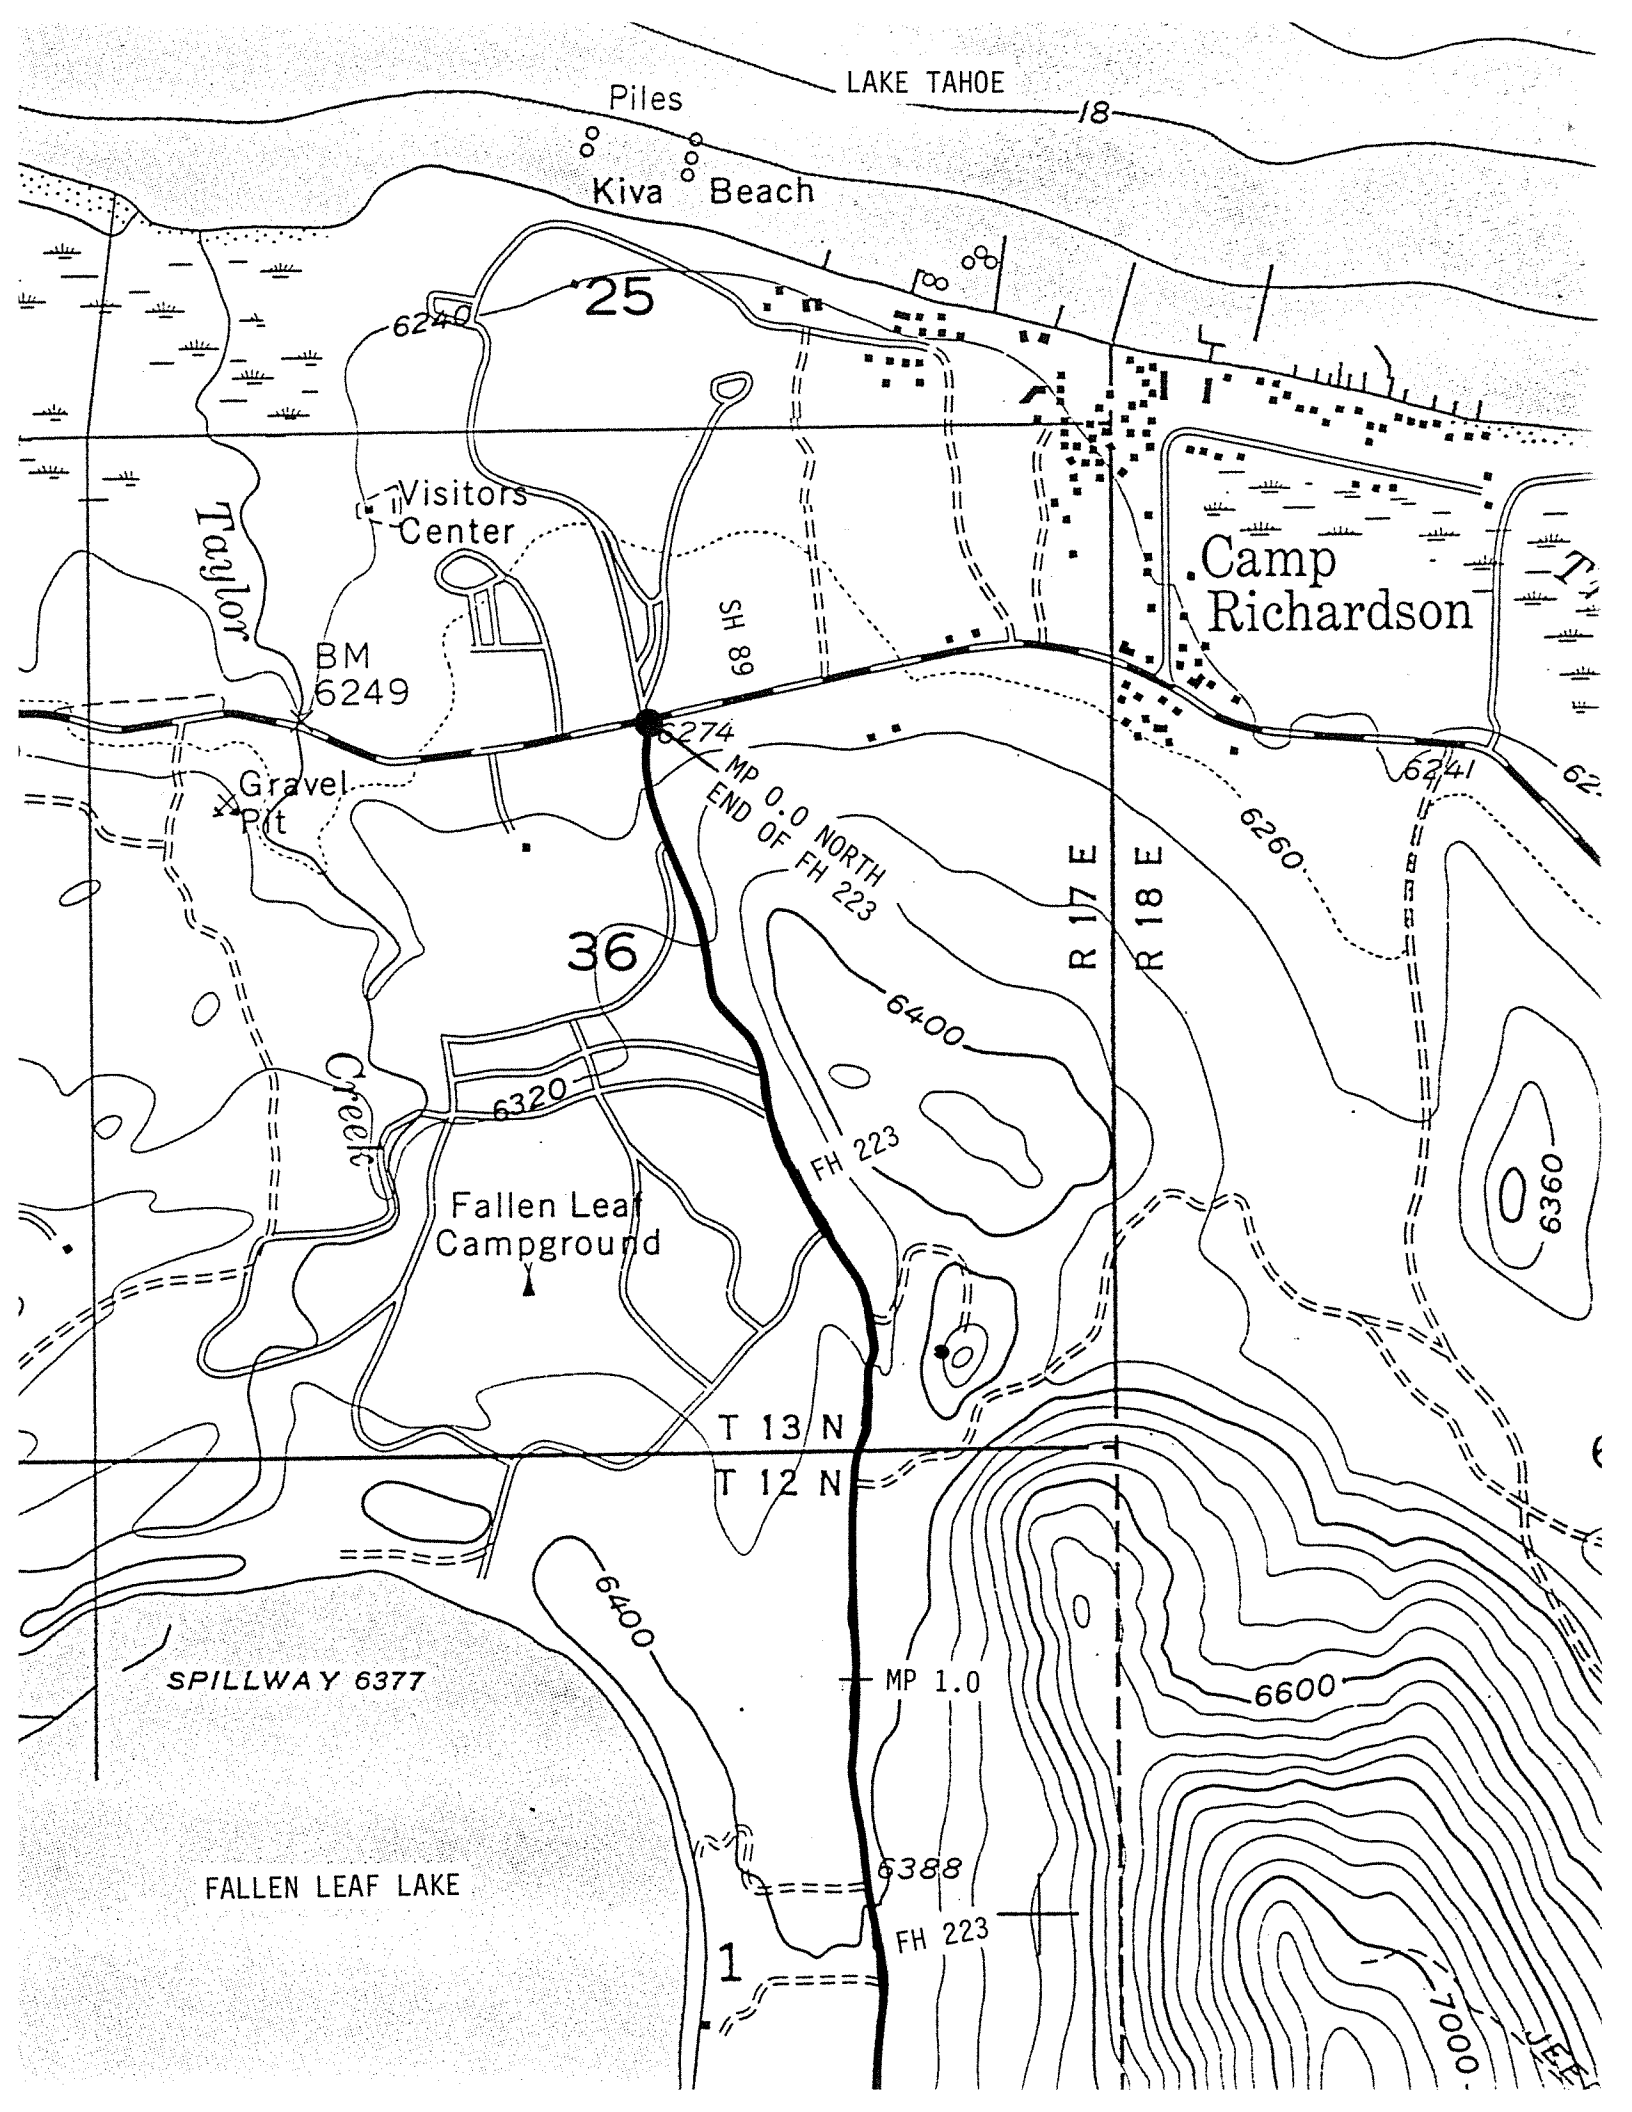 LAKE TAHOE
Piles
18
Kiva Beach
25
6240
Visitors
Center
Taylor
Camp
Richardson
SH 89
BM
6249
6274
6241
Gravel
Pit
MP 0.0 NORTH
END OF FH 223
6260
R 17 E
R 18 E
36
6400
Creek
6320
FH 223
6360
Fallen Leaf
Campground
T 13 N
T 12 N
6400
SPILLWAY 6377
MP 1.0
6600
6388
FALLEN LEAF LAKE
FH 223
1
7000